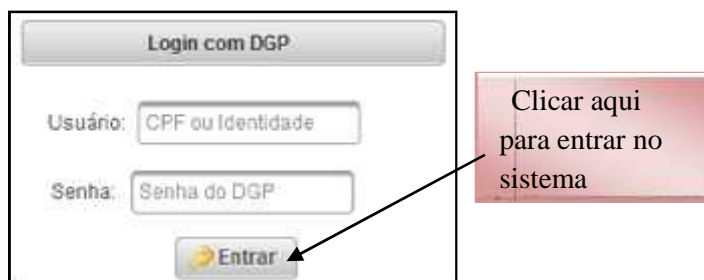 Login com DGP
Usuário: CPF ou Identidade
Senha: Senha do DGP
Entrar
Clicar aqui
para entrar no
sistema